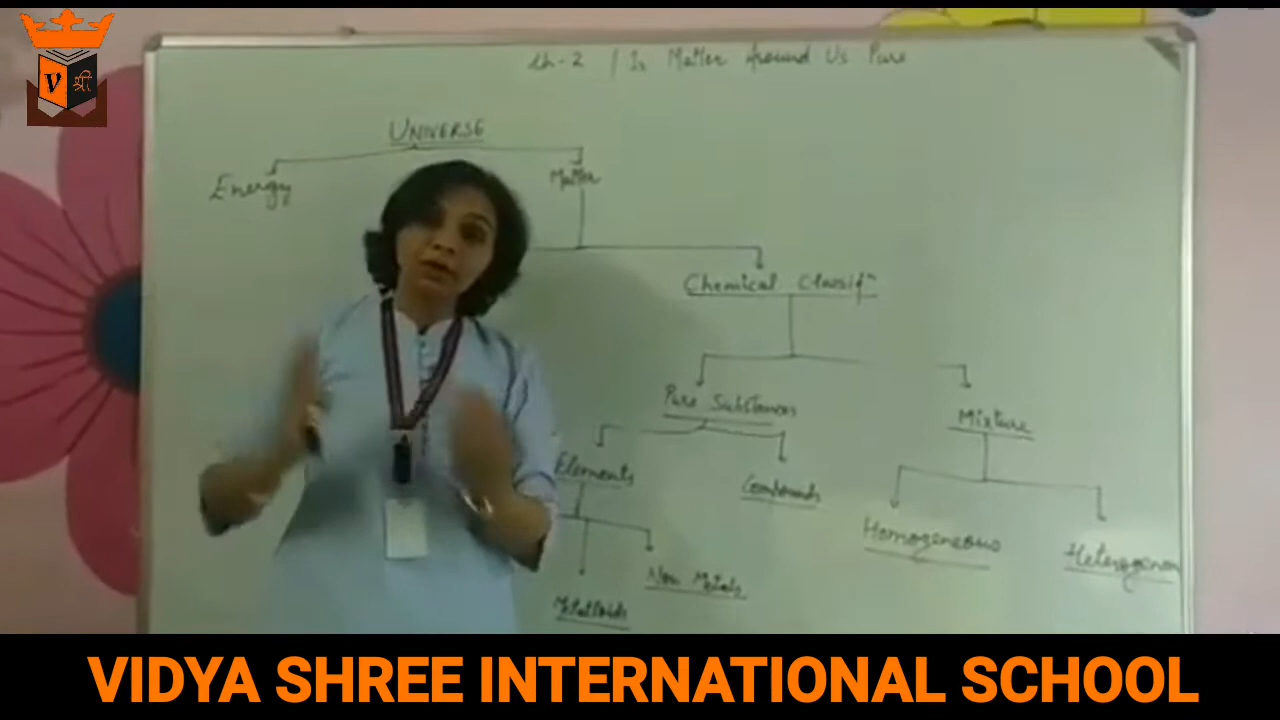 V श्री
Ch-2 / Is Matter Around Us Pure
UNIVERSE
Energy
Matter
Chemical Classifⁿ
Pure Substances
Mixture
Elements
Compounds
Homogeneous
Heterogenou
Non Metals
Metalloids
VIDYA SHREE INTERNATIONAL SCHOOL